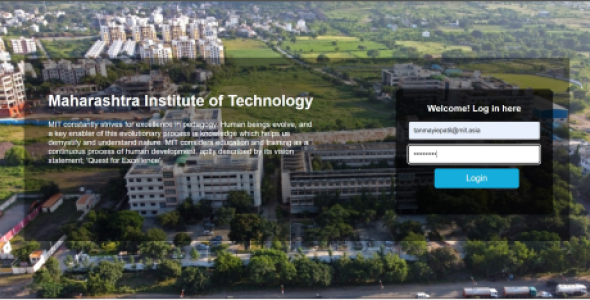 Maharashtra Institute of Technology
MIT constantly strives for excellence in pedagogy. Human beings evolve, and
a key enabler of this evolutionary process is knowledge which helps us
demystify and understand nature. MIT considers education and training as a
continuous process of human development, aptly described by its vision
statement; 'Quest for Excellence'.
Welcome! Log in here
@mit.asia
Login